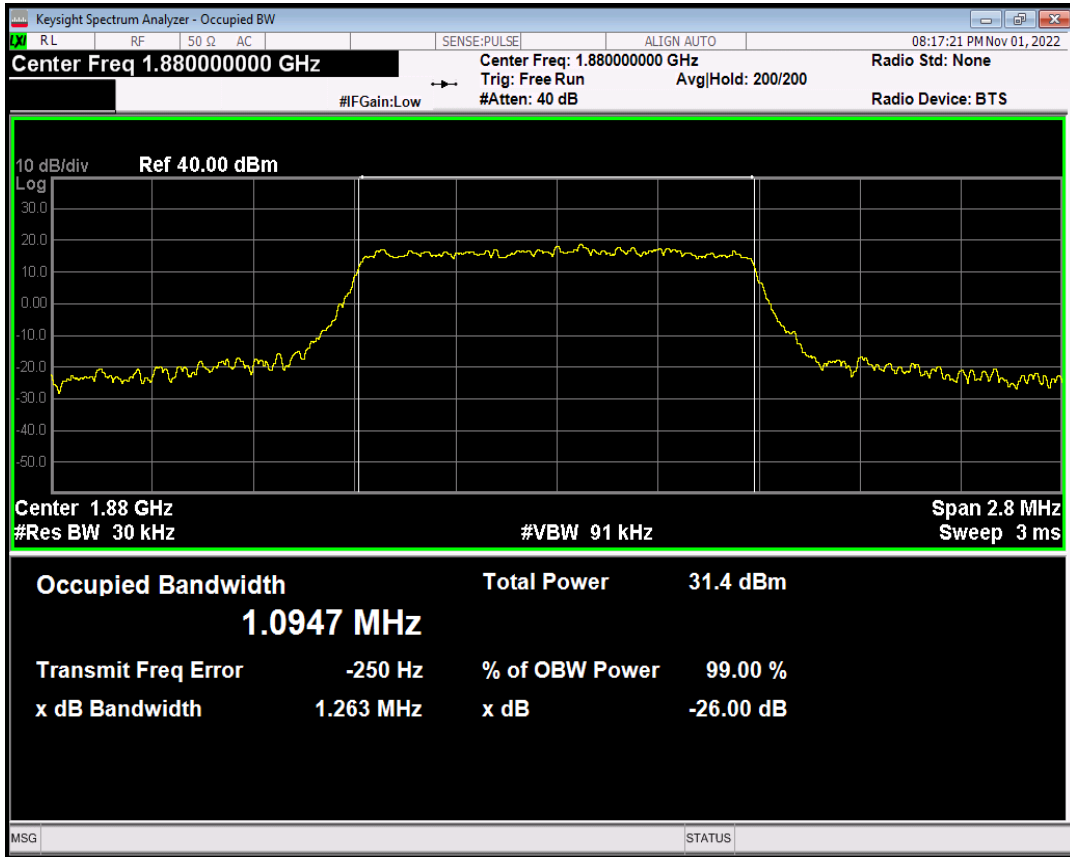 Keysight Spectrum Analyzer - Occupied BW
LXI RL RF 50 Ω AC SENSE:PULSE ALIGN AUTO 08:17:21 PM Nov 01, 2022
Center Freq 1.880000000 GHz Center Freq: 1.880000000 GHz Radio Std: None
Trig: Free Run Avg|Hold: 200/200
#IFGain:Low #Atten: 40 dB Radio Device: BTS
10 dB/div Ref 40.00 dBm
Log
30.0
20.0
10.0
0.00
-10.0
-20.0
-30.0
-40.0
-50.0
Center 1.88 GHz Span 2.8 MHz
#Res BW 30 kHz #VBW 91 kHz Sweep 3 ms
Occupied Bandwidth Total Power 31.4 dBm
1.0947 MHz
Transmit Freq Error -250 Hz % of OBW Power 99.00 %
x dB Bandwidth 1.263 MHz x dB -26.00 dB
MSG STATUS